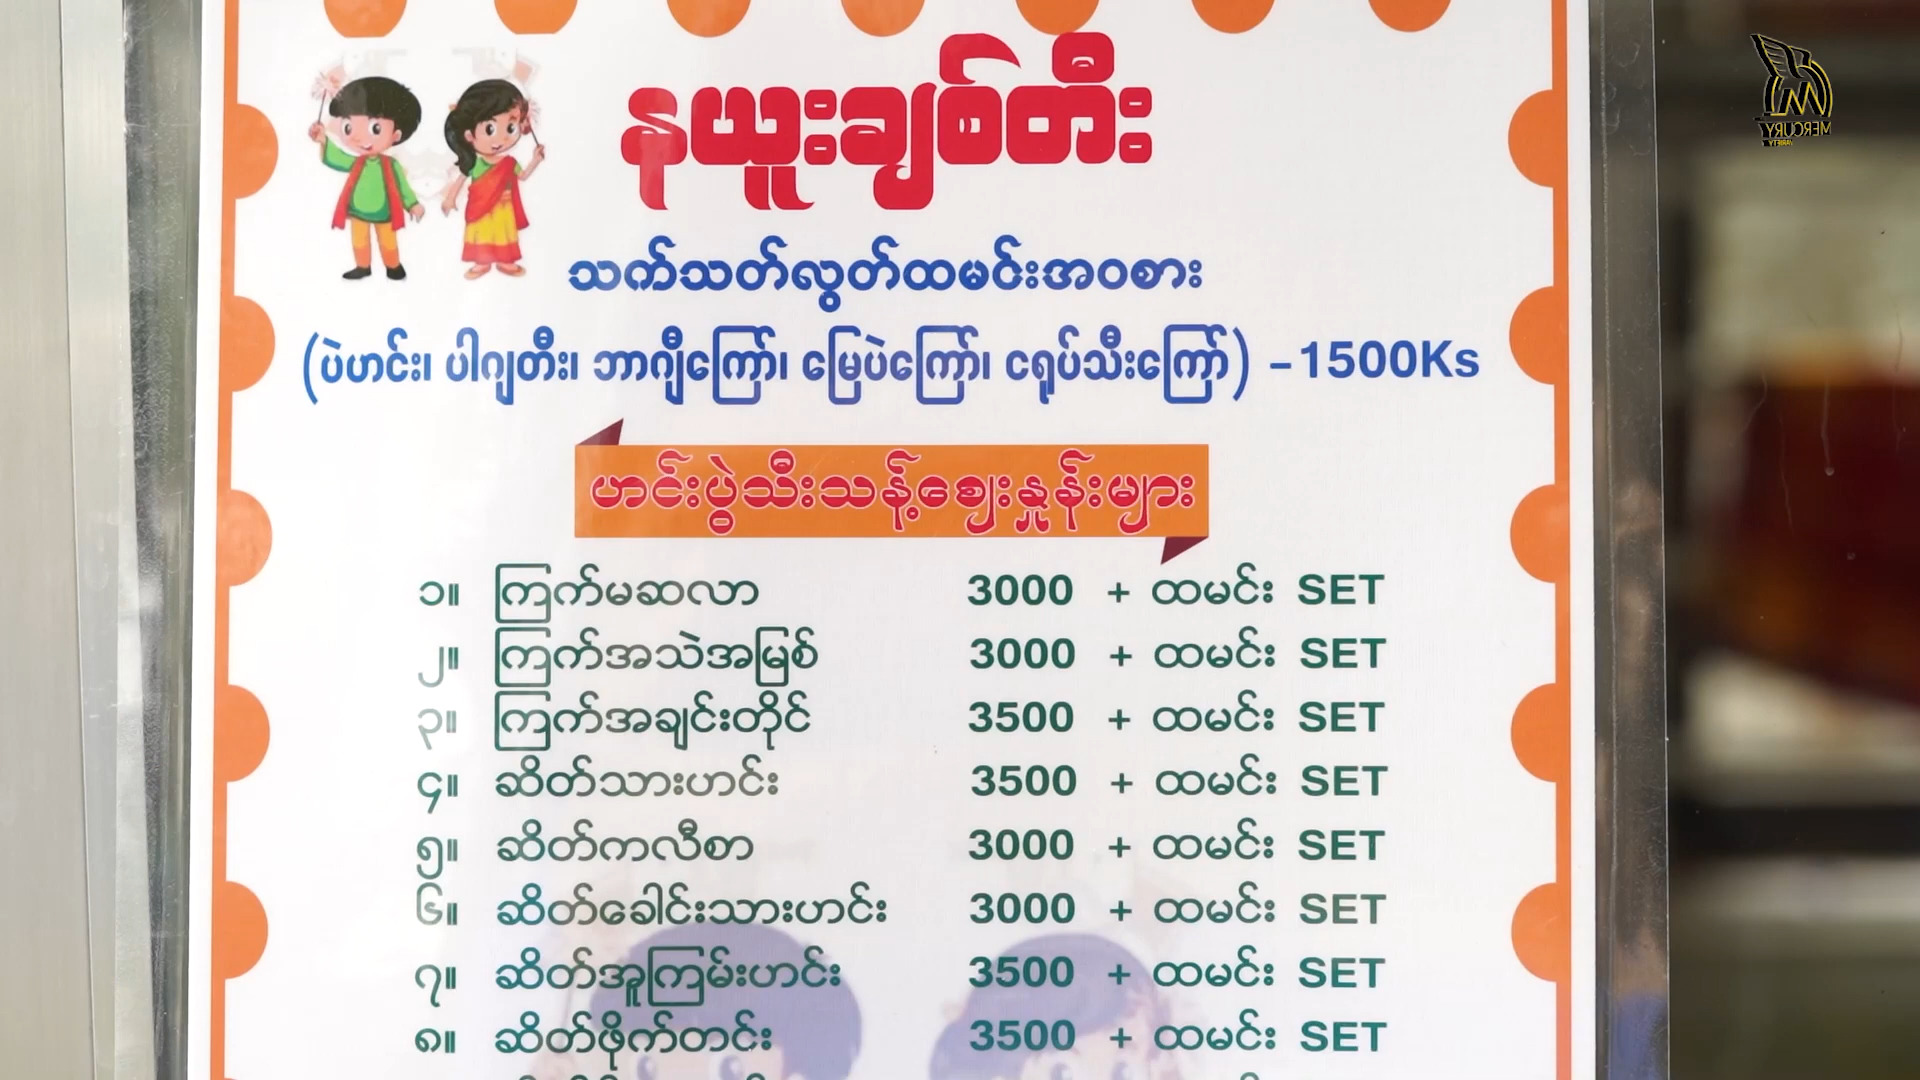 နယူးချစ်တီး
သက်သတ်လွတ်ထမင်းအဝစား
(ပဲဟင်း၊ ပါဂျတီး၊ ဘာဂျီကြော်၊ မြေပဲကြော်၊ ငရုပ်သီးကြော်) -1500Ks
ဟင်းပွဲသီးသန့်ဈေးနှုန်းများ
၁။ ကြက်မဆလာ 3000 + ထမင်း SET
၂။ ကြက်အသဲအမြစ် 3000 + ထမင်း SET
၃။ ကြက်အချင်းတိုင် 3500 + ထမင်း SET
၄။ ဆိတ်သားဟင်း 3500 + ထမင်း SET
၅။ ဆိတ်ကလီစာ 3000 + ထမင်း SET
၆။ ဆိတ်ခေါင်းသားဟင်း 3000 + ထမင်း SET
၇။ ဆိတ်အူကြမ်းဟင်း 3500 + ထမင်း SET
၈။ ဆိတ်ဖိုက်တင်း 3500 + ထမင်း SET
MERCURY
VARIETY